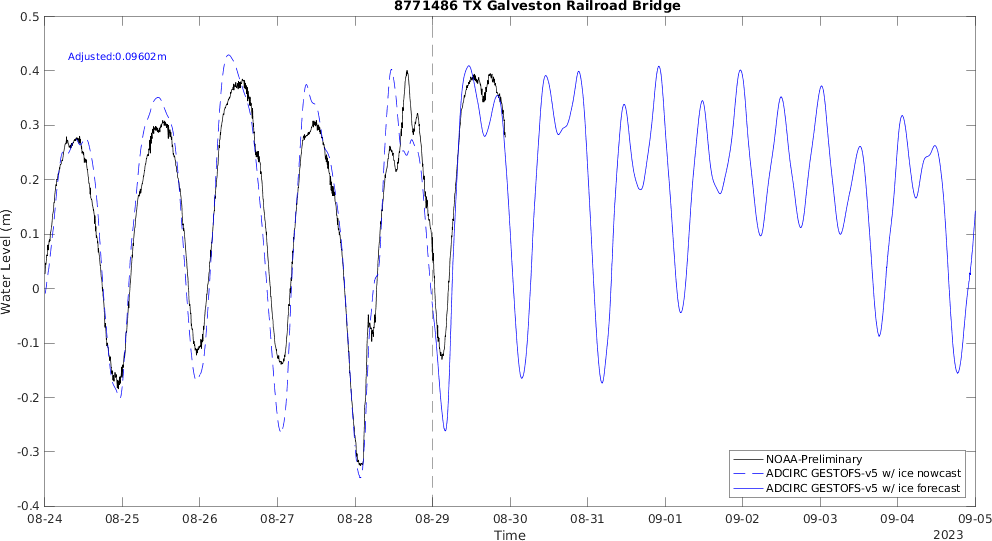 8771486 TX Galveston Railroad Bridge
Adjusted:0.09602m
Water Level (m)
0.5
0.4
0.3
0.2
0.1
0
-0.1
-0.2
-0.3
-0.4
NOAA-Preliminary
ADCIRC GESTOFS-v5 w/ ice nowcast
ADCIRC GESTOFS-v5 w/ ice forecast
08-24 08-25 08-26 08-27 08-28 08-29 08-30 08-31 09-01 09-02 09-03 09-04 09-05
Time
2023